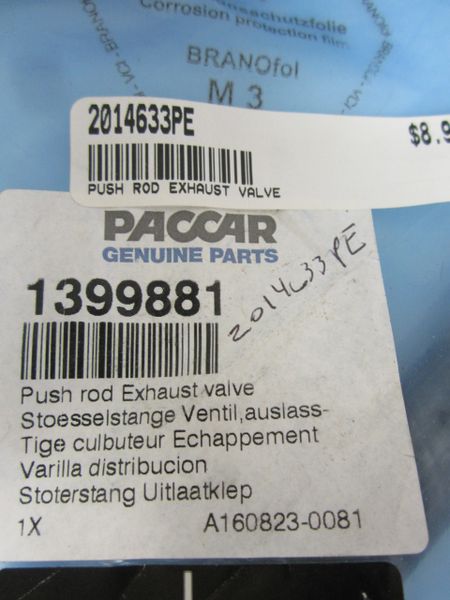 Corrosion protection film
BRANOfol
M 3
2014633PE
$8.9
PUSH ROD EXHAUST VALVE
PACCAR
GENUINE PARTS
1399881
2014633PE
Push rod Exhaust valve
Stoesselstange Ventil,auslass-
Tige culbuteur Echappement
Varilla distribucion
Stoterstang Uitlaatklep
1X A160823-0081